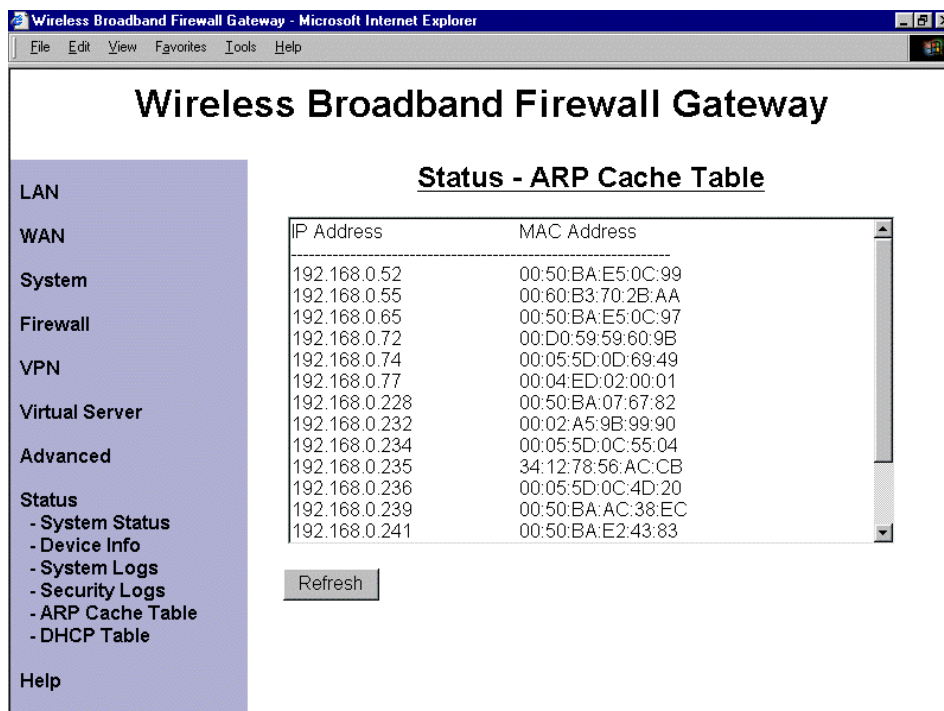 Wireless Broadband Firewall Gateway - Microsoft Internet Explorer
File Edit View Favorites Tools Help
Wireless Broadband Firewall Gateway
LAN
WAN
System
Firewall
VPN
Virtual Server
Advanced
Status
- System Status
- Device Info
- System Logs
- Security Logs
- ARP Cache Table
- DHCP Table
Help
Status - ARP Cache Table
IP Address MAC Address
--------------------------------------------------------------------
192.168.0.52 00:50:BA:E5:0C:99
192.168.0.55 00:60:B3:70:2B:AA
192.168.0.65 00:50:BA:E5:0C:97
192.168.0.72 00:D0:59:59:60:9B
192.168.0.74 00:05:5D:0D:69:49
192.168.0.77 00:04:ED:02:00:01
192.168.0.228 00:50:BA:07:67:82
192.168.0.232 00:02:A5:9B:99:90
192.168.0.234 00:05:5D:0C:55:04
192.168.0.235 34:12:78:56:AC:CB
192.168.0.236 00:05:5D:0C:4D:20
192.168.0.239 00:50:BA:AC:38:EC
192.168.0.241 00:50:BA:E2:43:83
Refresh